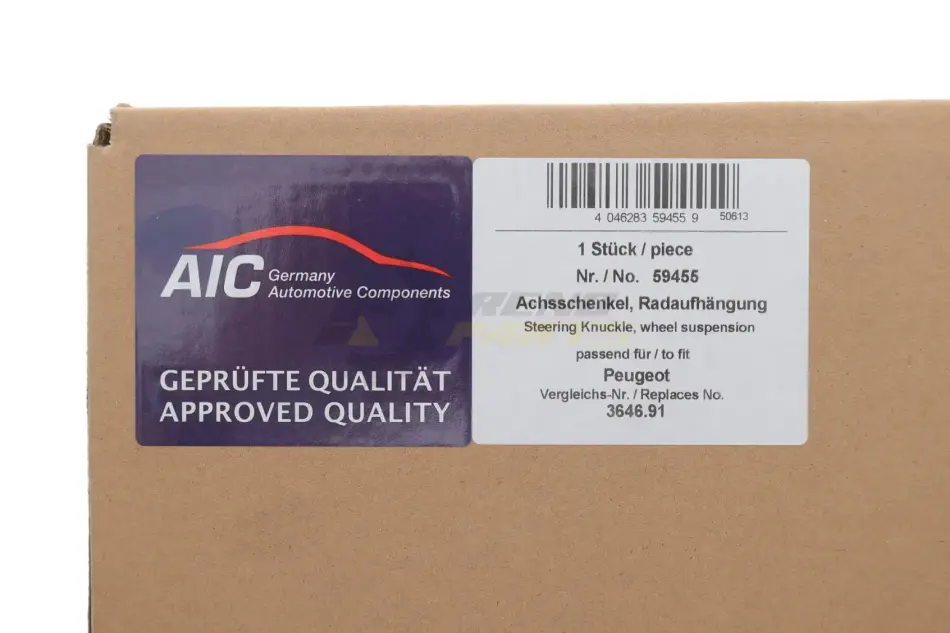 AIC Germany
Automotive Components
GEPRÜFTE QUALITÄT
APPROVED QUALITY
4 046283 59455 9 50613
1 Stück / piece
Nr. / No. 59455
Achsschenkel, Radaufhängung
Steering Knuckle, wheel suspension
passend für / to fit
Peugeot
Vergleichs-Nr. / Replaces No.
3646.91